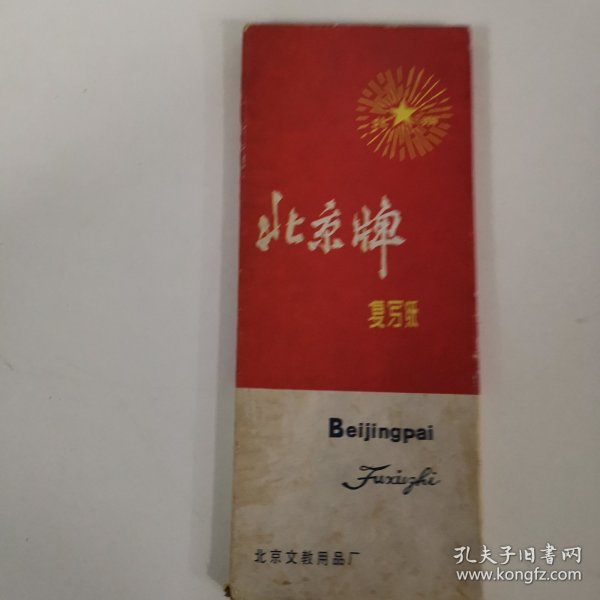 北京牌
复写纸
Beijingpai
Fuxiezhi
北京文教用品厂
孔夫子旧书网
www.kongfz.com